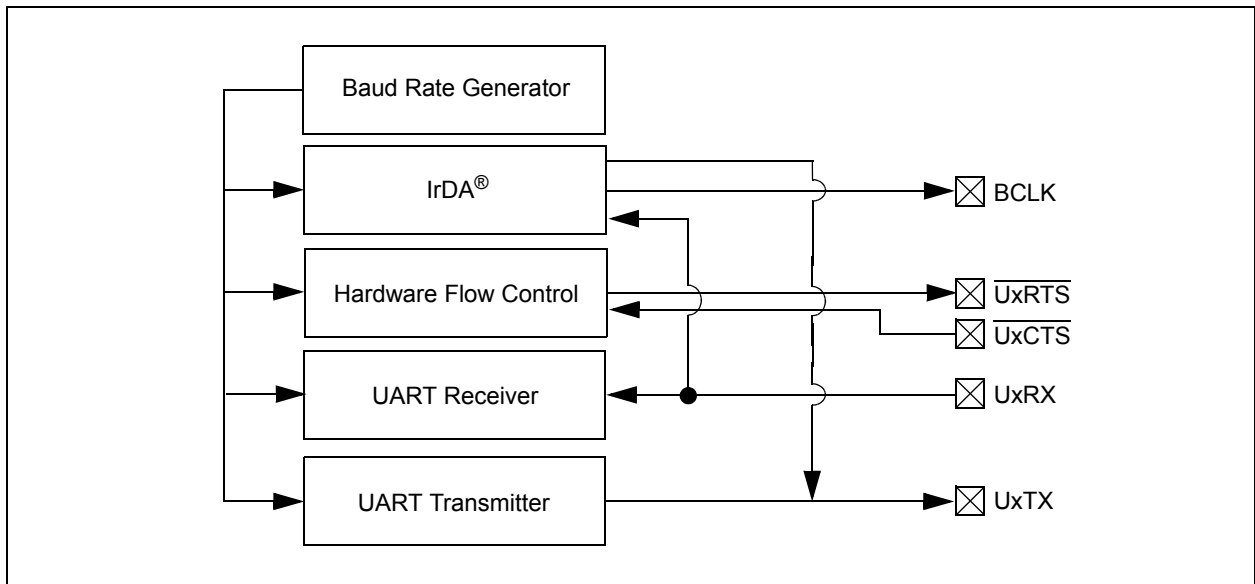 Baud Rate Generator
IrDA®
BCLK
Hardware Flow Control
UxRTS
UxCTS
UART Receiver
UxRX
UART Transmitter
UxTX